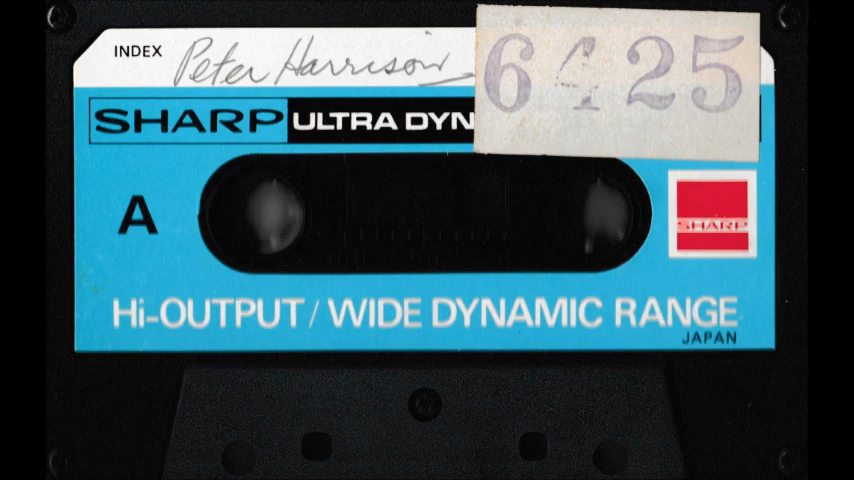 INDEX Peter Harrison
6425
SHARP ULTRA DYN
A
SHARP
Hi-OUTPUT / WIDE DYNAMIC RANGE
JAPAN